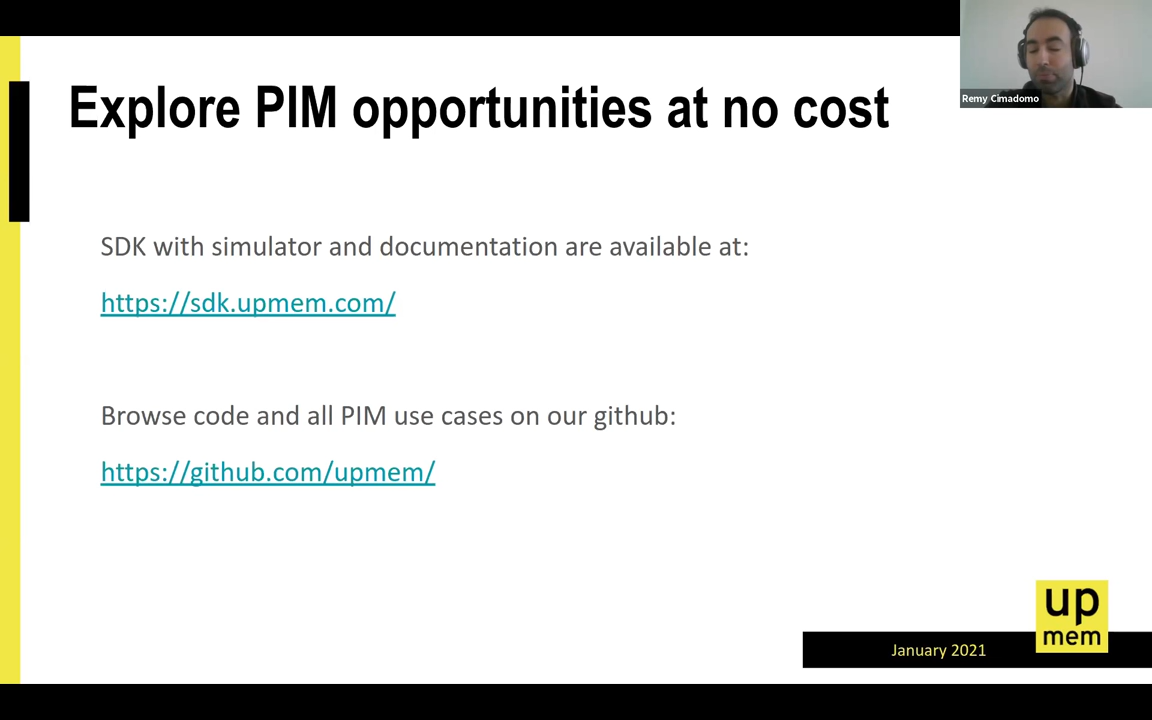 Remy Cimadomo
Explore PIM opportunities at no cost
SDK with simulator and documentation are available at:
https://sdk.upmem.com/
Browse code and all PIM use cases on our github:
https://github.com/upmem/
up
mem
January 2021